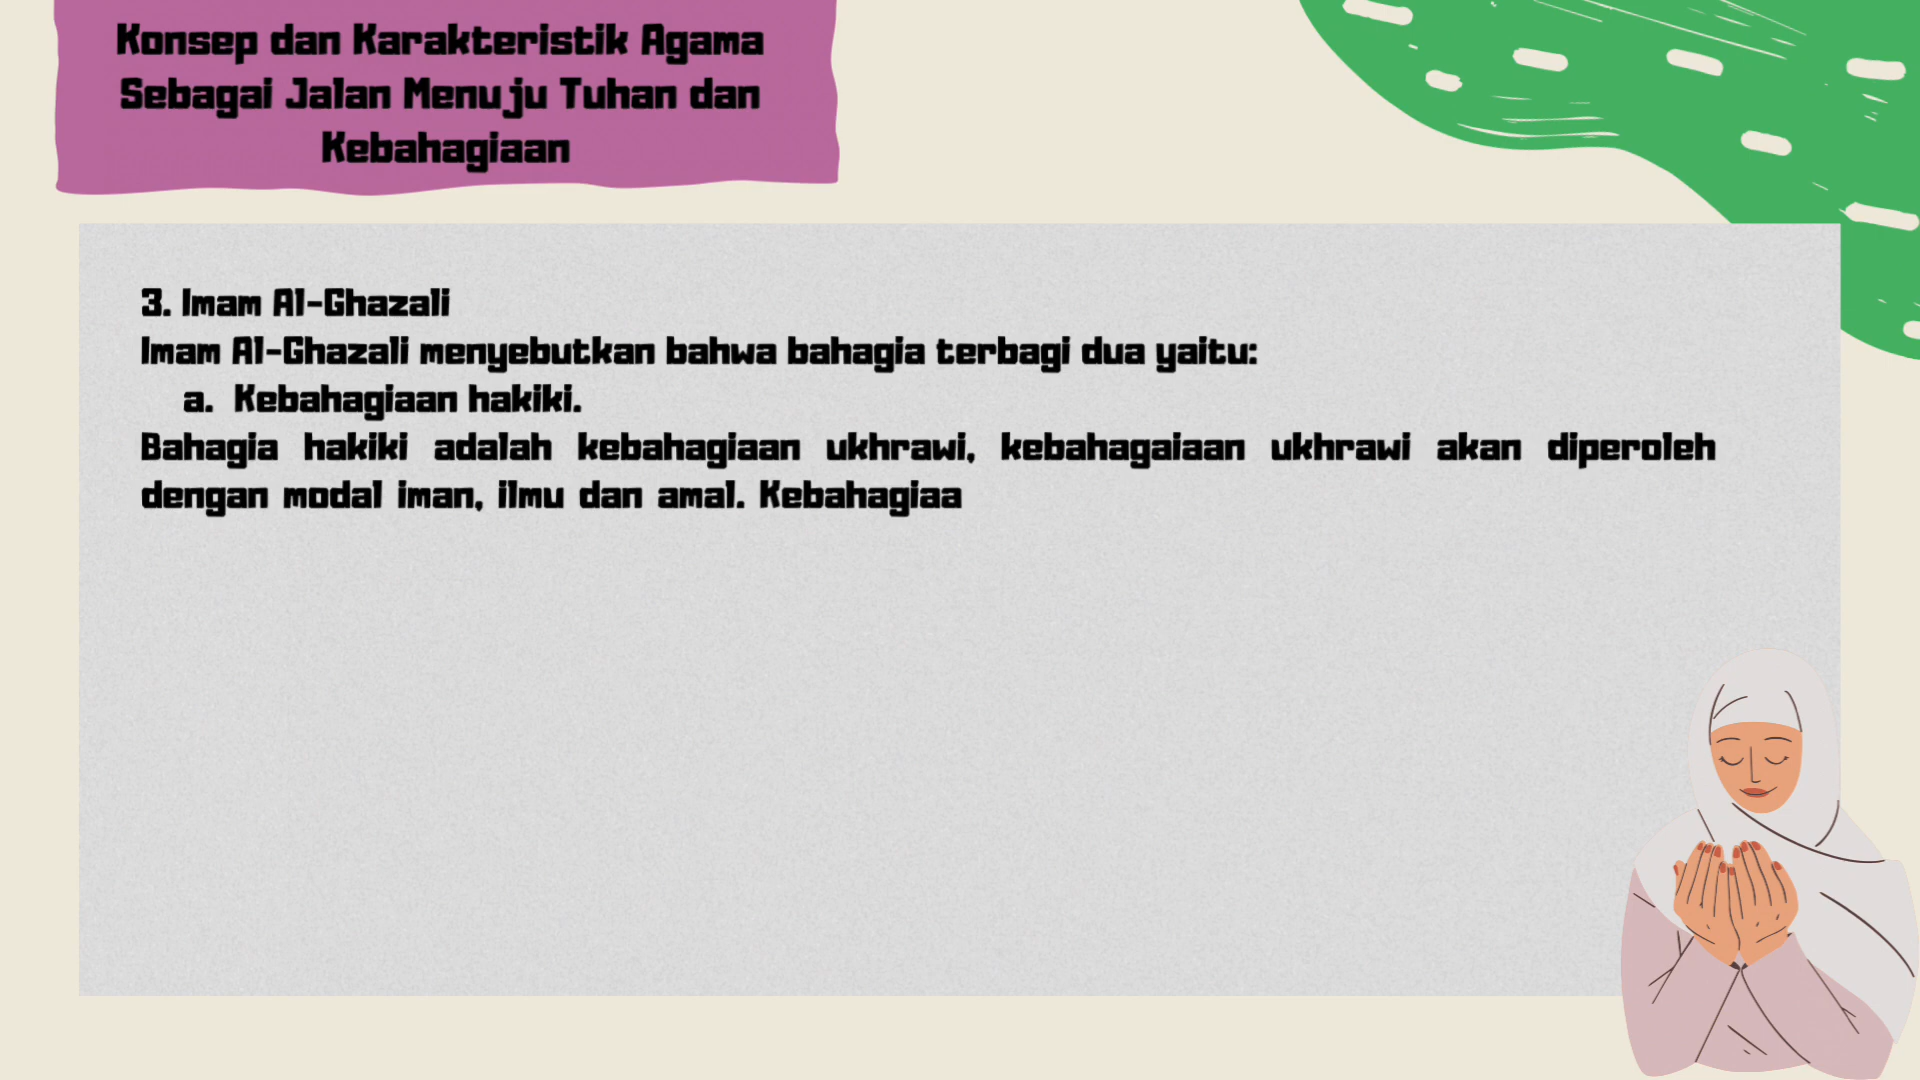 Konsep dan Karakteristik Agama
Sebagai Jalan Menuju Tuhan dan
Kebahagiaan
3. Imam Al-Ghazali
Imam Al-Ghazali menyebutkan bahwa bahagia terbagi dua yaitu:
a. Kebahagiaan hakiki.
Bahagia hakiki adalah kebahagiaan ukhrawi, kebahagaiaan ukhrawi akan diperoleh
dengan modal iman, ilmu dan amal. Kebahagiaa